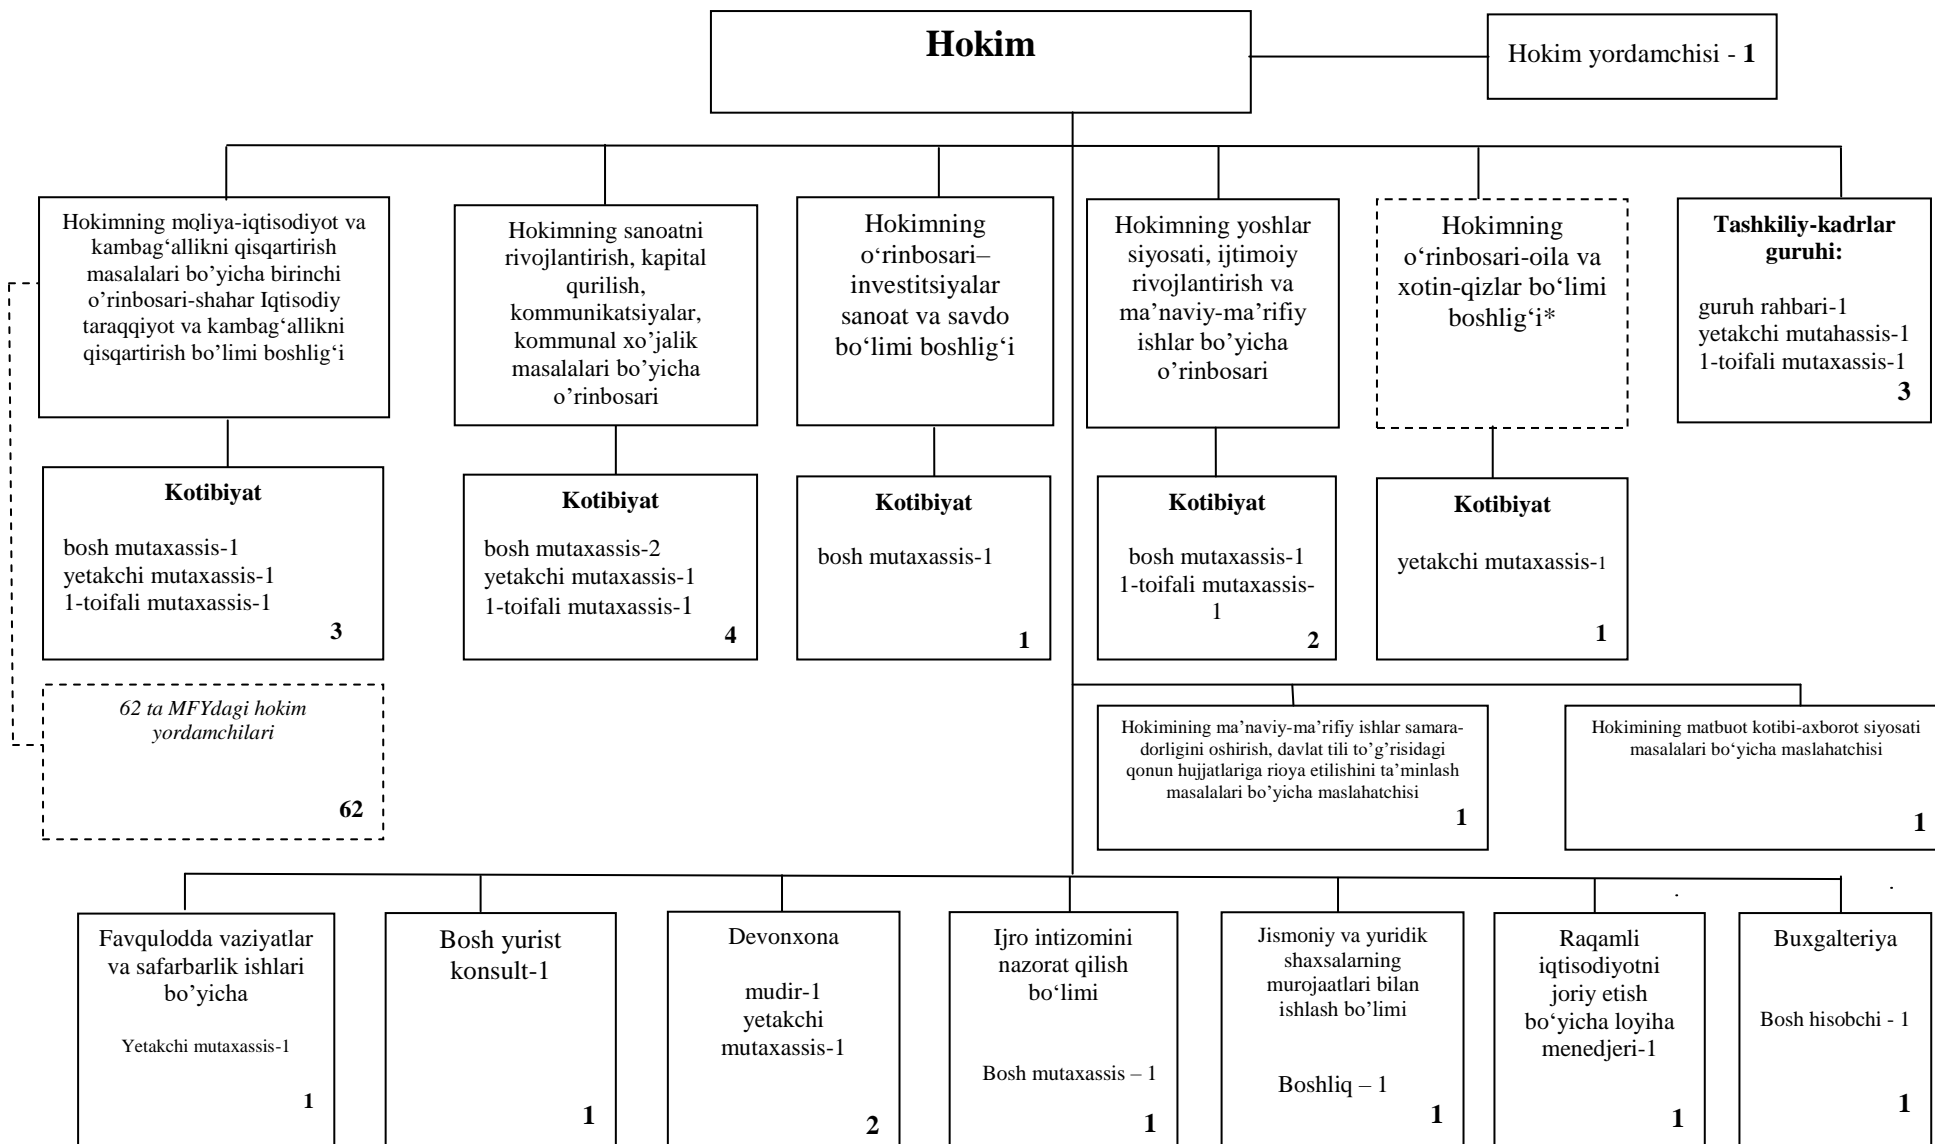 Hokim
Hokim yordamchisi - 1
Hokimning moliya-iqtisodiyot va
kambag‘allikni qisqartirish
masalalari bo’yicha birinchi
o’rinbosari-shahar Iqtisodiy
taraqqiyot va kambag‘allikni
qisqartirish bo’limi boshlig‘i
Hokimning sanoatni
rivojlantirish, kapital
qurilish,
kommunikatsiyalar,
kommunal xo’jalik
masalalari bo’yicha
o’rinbosari
Hokimning
o‘rinbosari–
investitsiyalar
sanoat va savdo
bo‘limi boshlig‘i
Hokimning yoshlar
siyosati, ijtimoiy
rivojlantirish va
ma’naviy-ma’rifiy
ishlar bo’yicha
o’rinbosari
Hokimning
o‘rinbosari-oila va
xotin-qizlar bo‘limi
boshlig‘i*
Tashkiliy-kadrlar
guruhi:
guruh rahbari-1
yetakchi mutahassis-1
1-toifali mutaxassis-1
3
Kotibiyat
bosh mutaxassis-1
yetakchi mutaxassis-1
1-toifali mutaxassis-1
3
Kotibiyat
bosh mutaxassis-2
yetakchi mutaxassis-1
1-toifali mutaxassis-1
4
Kotibiyat
bosh mutaxassis-1
1
Kotibiyat
bosh mutaxassis-1
1-toifali mutaxassis-
1
2
Kotibiyat
yetakchi mutaxassis-1
1
62 ta MFYdagi hokim
yordamchilari
62
Hokimining ma’naviy-ma’rifiy ishlar samara-
dorligini oshirish, davlat tili to’g’risidagi
qonun hujjatlariga rioya etilishini ta’minlash
masalalari bo’yicha maslahatchisi
1
Hokimining matbuot kotibi-axborot siyosati
masalalari bo‘yicha maslahatchisi
1
Favqulodda vaziyatlar
va safarbarlik ishlari
bo’yicha
Yetakchi mutaxassis-1
1
Bosh yurist
konsult-1
1
Devonxona
mudir-1
yetakchi
mutaxassis-1
2
Ijro intizomini
nazorat qilish
bo‘limi
Bosh mutaxassis – 1
1
Jismoniy va yuridik
shaxsalarning
murojaatlari bilan
ishlash bo’limi
Boshliq – 1
1
Raqamli
iqtisodiyotni
joriy etish
bo‘yicha loyiha
menedjeri-1
1
Buxgalteriya
Bosh hisobchi - 1
1